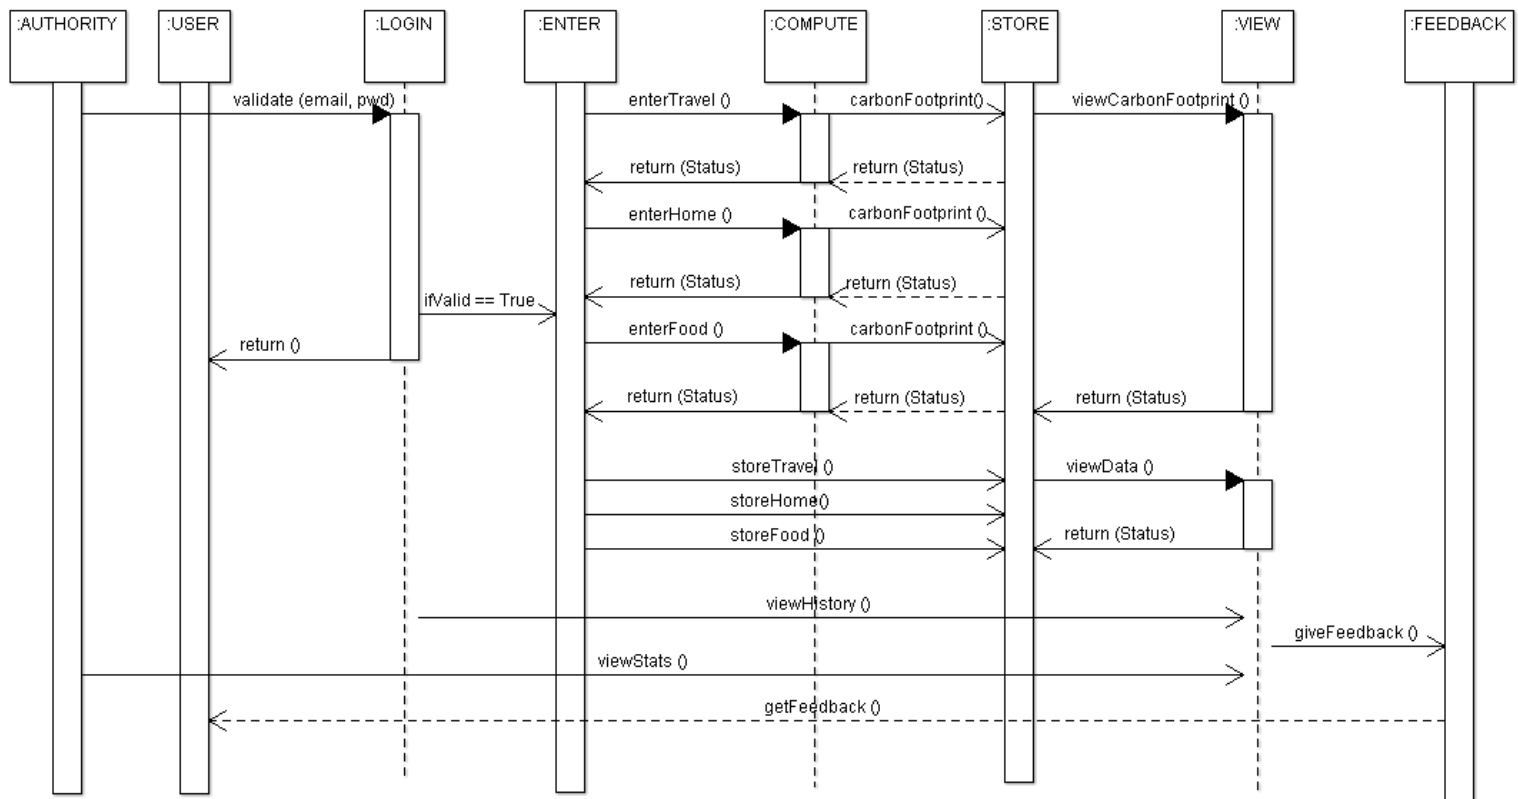 :AUTHORITY
:USER
:LOGIN
:ENTER
:COMPUTE
:STORE
:VIEW
:FEEDBACK
validate (email, pwd)
enterTravel ()
carbonFootprint()
viewCarbonFootprint ()
return (Status)
return (Status)
enterHome ()
carbonFootprint ()
return (Status)
return (Status)
ifValid == True
enterFood ()
carbonFootprint ()
return ()
return (Status)
return (Status)
return (Status)
storeTravel ()
viewData ()
storeHome()
storeFood ()
return (Status)
viewHistory ()
giveFeedback ()
viewStats ()
getFeedback ()